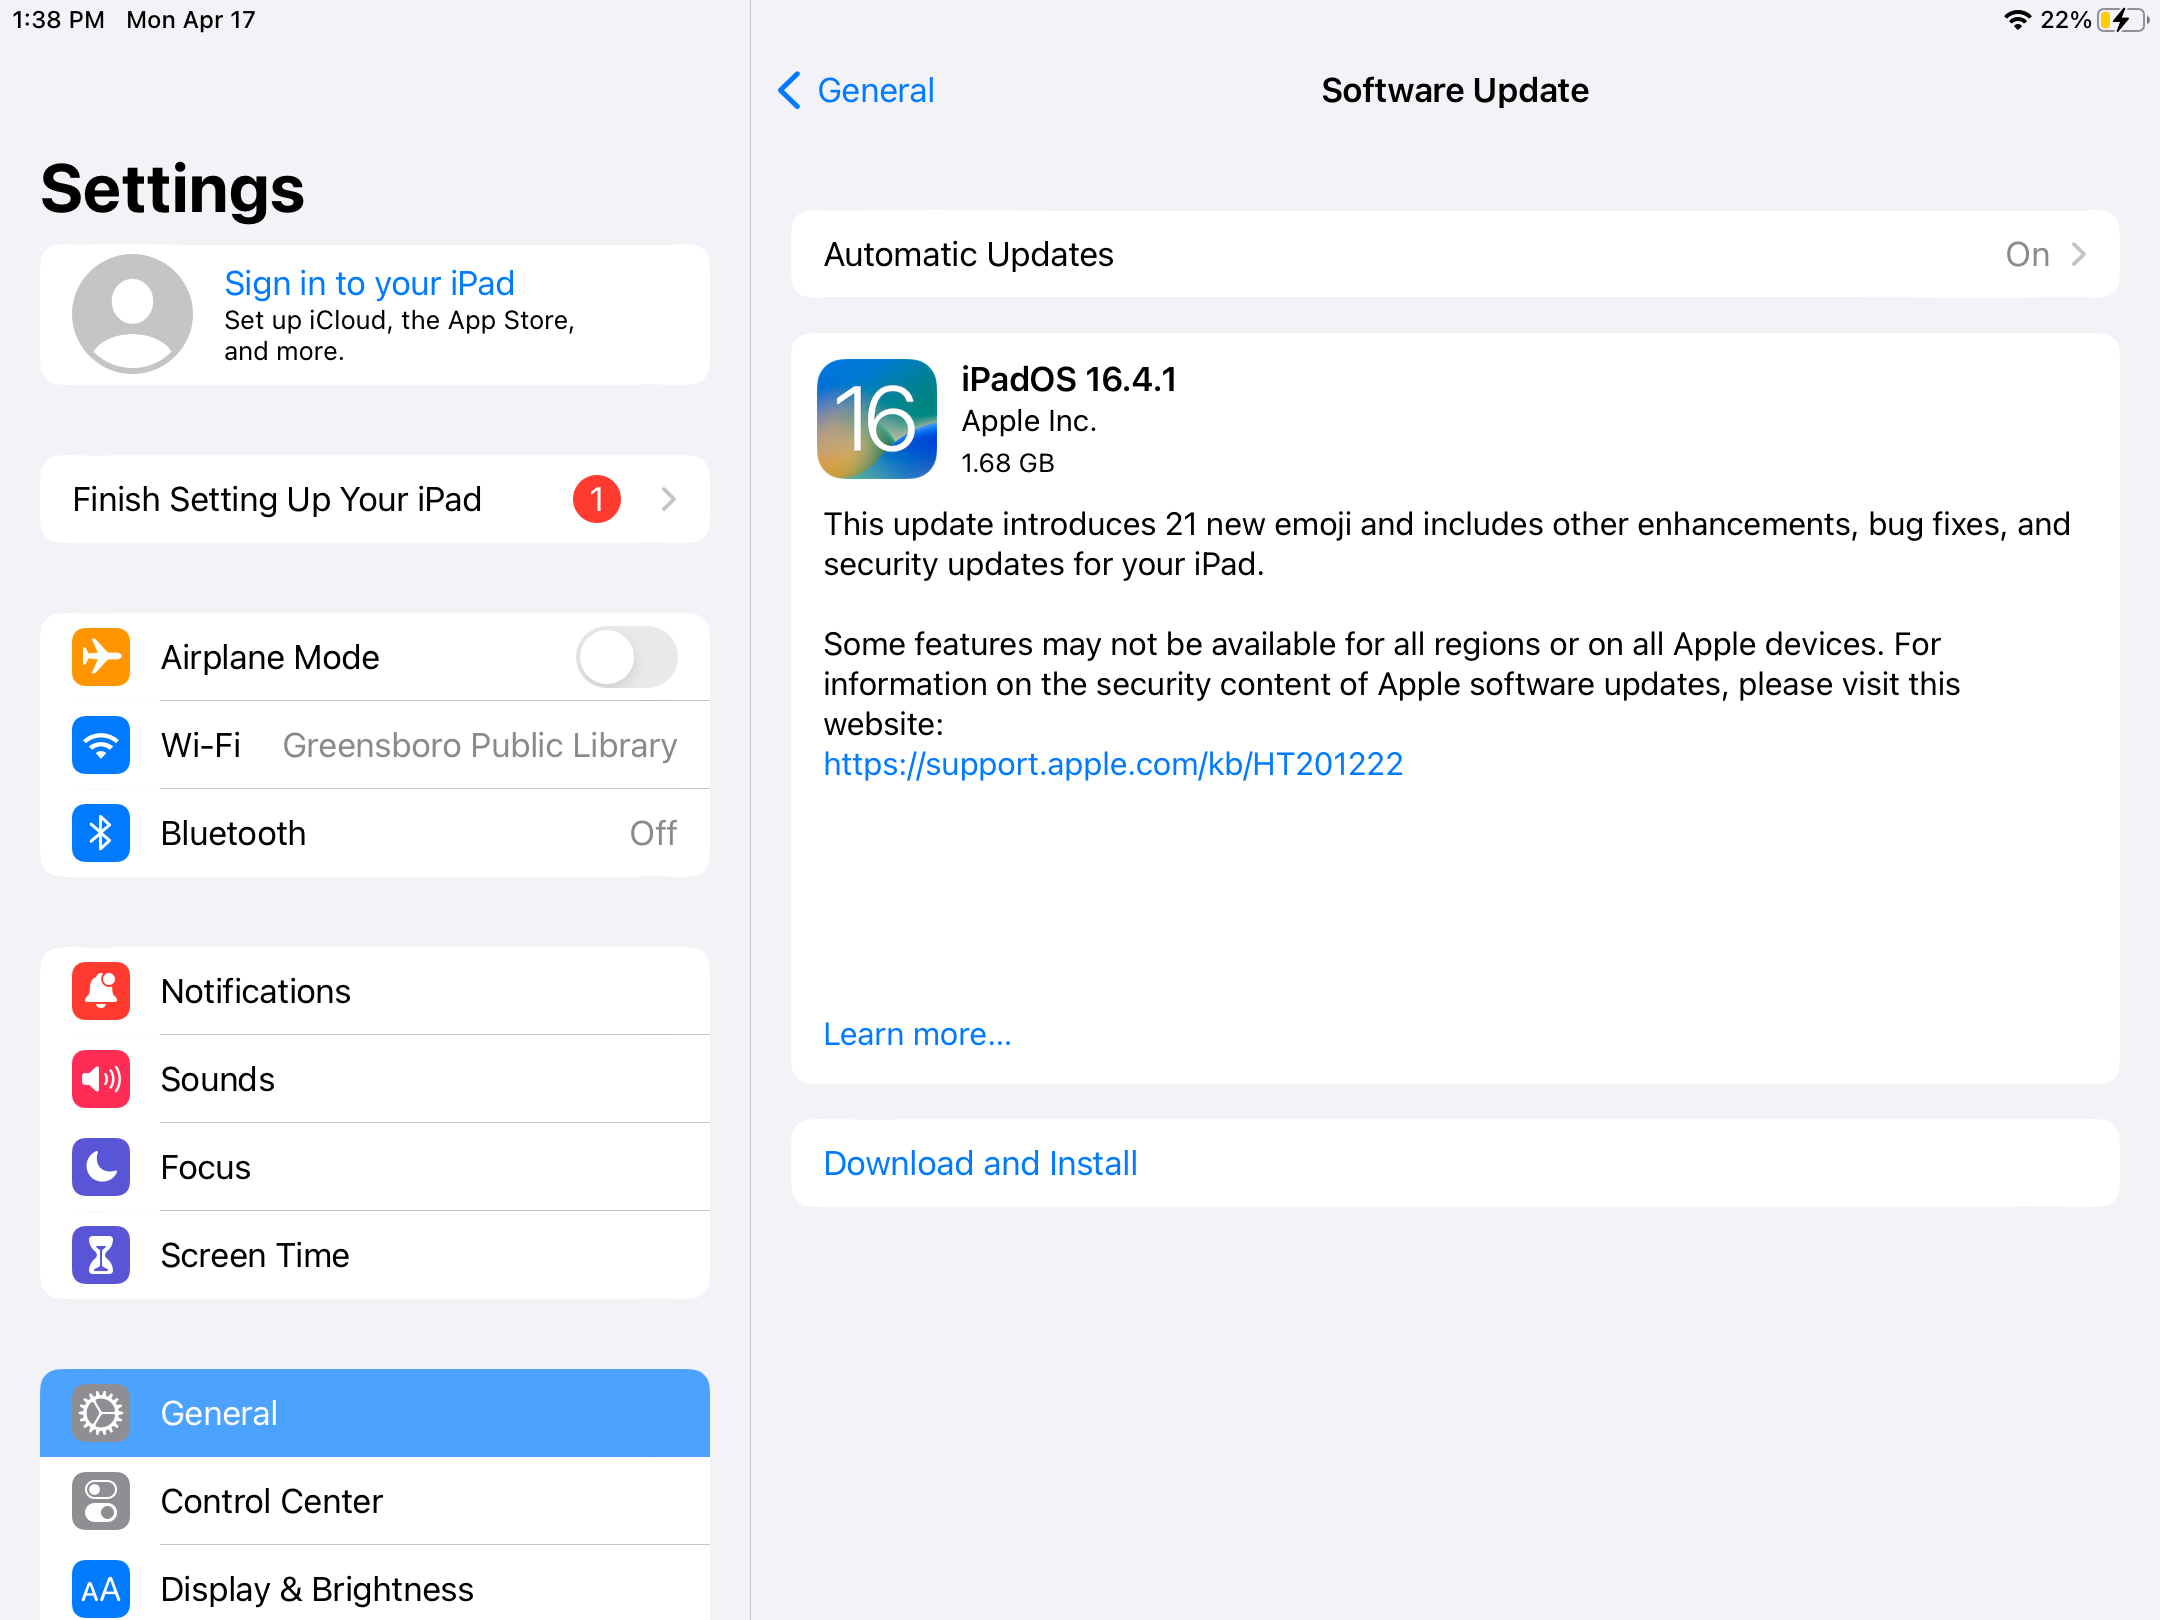 1:38 PM Mon Apr 17
22%
Settings
Sign in to your iPad
Set up iCloud, the App Store,
and more.
Finish Setting Up Your iPad 1
Airplane Mode
Wi-Fi Greensboro Public Library
Bluetooth Off
Notifications
Sounds
Focus
Screen Time
General
Control Center
AA Display & Brightness
General
Software Update
Automatic Updates On
16
iPadOS 16.4.1
Apple Inc.
1.68 GB
This update introduces 21 new emoji and includes other enhancements, bug fixes, and
security updates for your iPad.
Some features may not be available for all regions or on all Apple devices. For
information on the security content of Apple software updates, please visit this
website:
https://support.apple.com/kb/HT201222
Learn more...
Download and Install